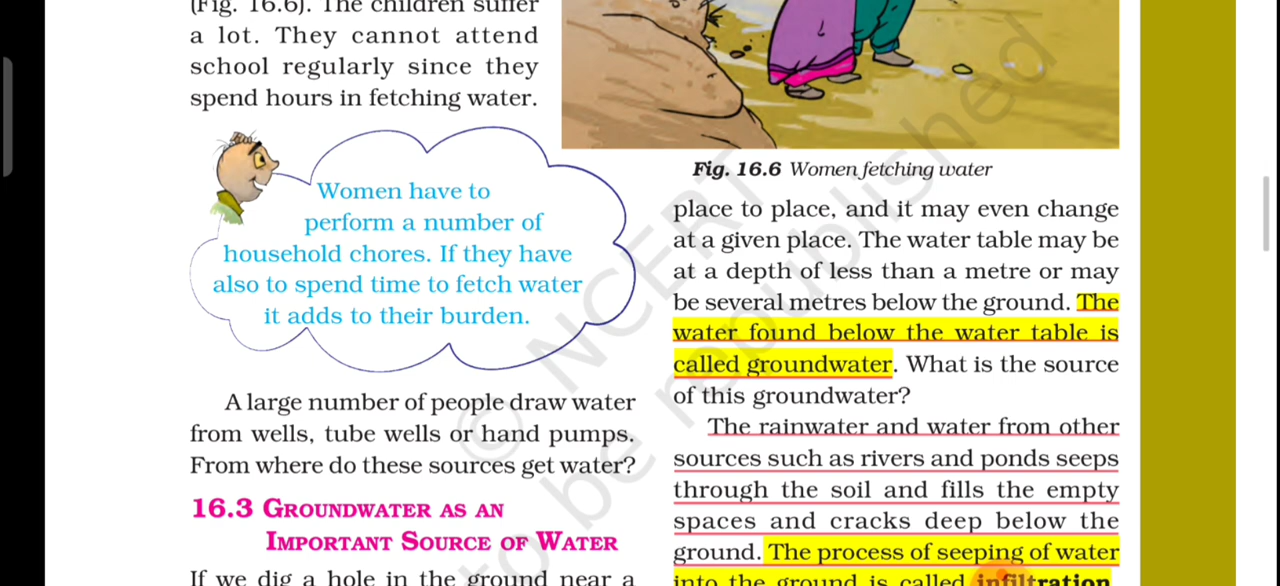 (Fig. 16.6). The children suffer
a lot. They cannot attend
school regularly since they
spend hours in fetching water.
Women have to
perform a number of
household chores. If they have
also to spend time to fetch water
it adds to their burden.
A large number of people draw water
from wells, tube wells or hand pumps.
From where do these sources get water?
16.3 GROUNDWATER AS AN
IMPORTANT SOURCE OF WATER
If we dig a hole in the ground near a
Fig. 16.6 Women fetching water
place to place, and it may even change
at a given place. The water table may be
at a depth of less than a metre or may
be several metres below the ground. The
water found below the water table is
called groundwater. What is the source
of this groundwater?
The rainwater and water from other
sources such as rivers and ponds seeps
through the soil and fills the empty
spaces and cracks deep below the
ground. The process of seeping of water
into the ground is called infiltration.
© NCERT
to be republished